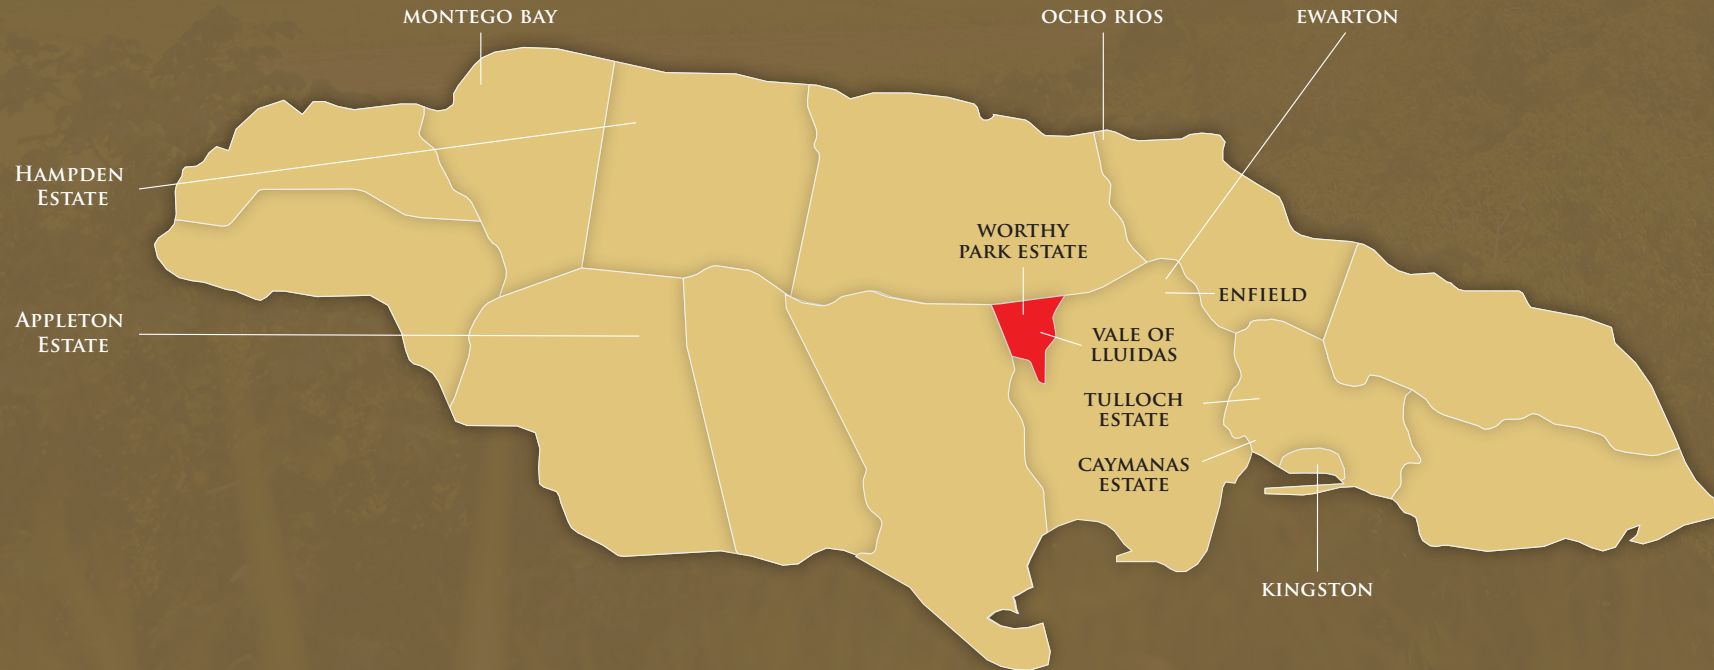 MONTEGO BAY
OCHO RIOS
EWARTON
HAMPDEN
ESTATE
WORTHY
PARK ESTATE
ENFIELD
APPLETON
ESTATE
VALE OF
LLUIDAS
TULLOCH
ESTATE
CAYMANAS
ESTATE
KINGSTON